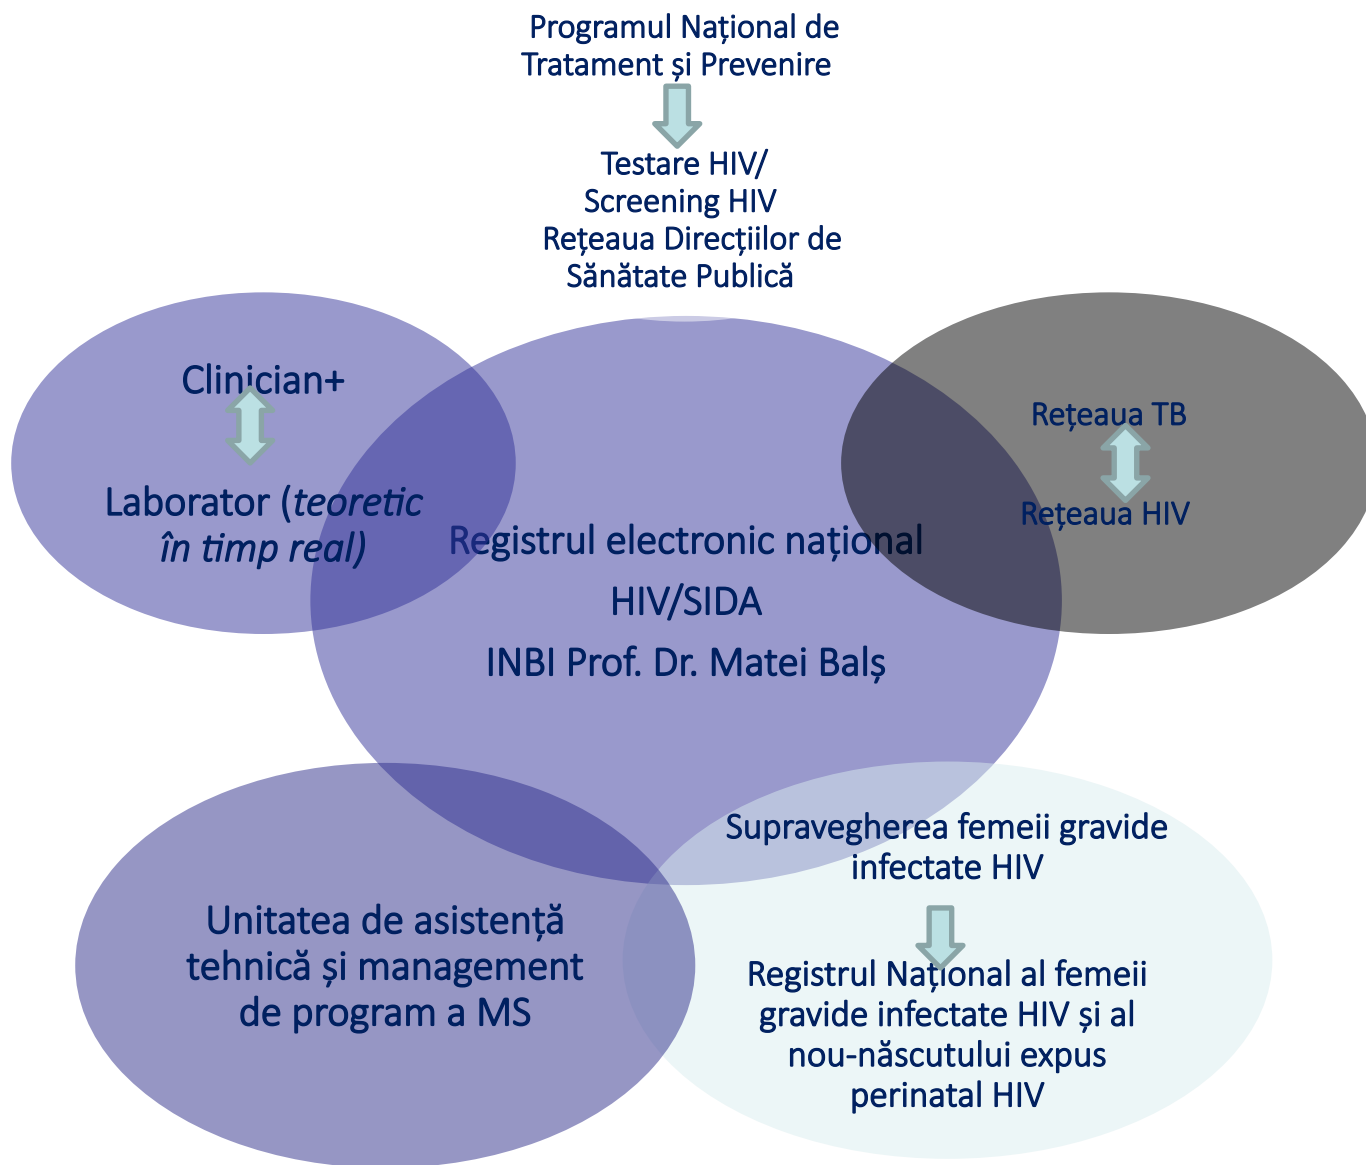 Programul Național de
Tratament și Prevenire
Testare HIV/
Screening HIV
Rețeaua Direcțiilor de
Sănătate Publică
Clinician+
Laborator (teoretic
în timp real)
Rețeaua TB
Rețeaua HIV
Registrul electronic național
HIV/SIDA
INBI Prof. Dr. Matei Balș
Unitatea de asistență
tehnică și management
de program a MS
Supravegherea femeii gravide
infectate HIV
Registrul Național al femeii
gravide infectate HIV și al
nou-născutului expus
perinatal HIV